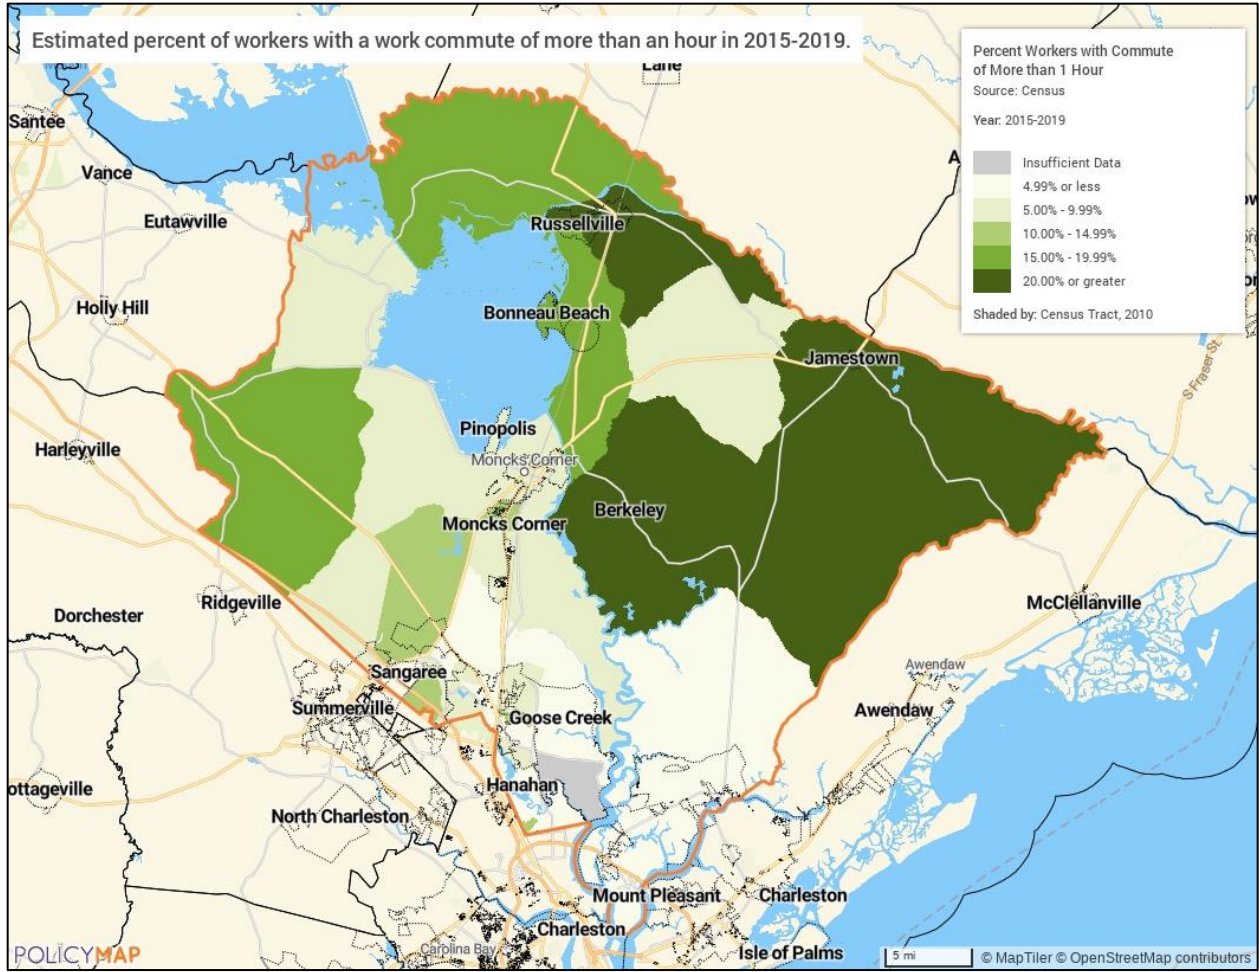 Estimated percent of workers with a work commute of more than an hour in 2015-2019.
Percent Workers with Commute
of More than 1 Hour
Source: Census
Year: 2015-2019
Insufficient Data
4.99% or less
5.00% - 9.99%
10.00% - 14.99%
15.00% - 19.99%
20.00% or greater
Shaded by: Census Tract, 2010
Lane
Santee
Vance
A
Eutawville
Russellville
Holly Hill
Bonneau Beach
Jamestown
S Fraser St
Pinopolis
Harleyville
Moncks Corner
Berkeley
Moncks Corner
Ridgeville
Dorchester
McClellanville
Awendaw
Sangaree
Summerville
Awendaw
Goose Creek
Hanahan
ottageville
North Charleston
Mount Pleasant
Charleston
Charleston
Carolina Bay
Isle of Palms
POLICYMAP
5 mi
© MapTiler © OpenStreetMap contributors